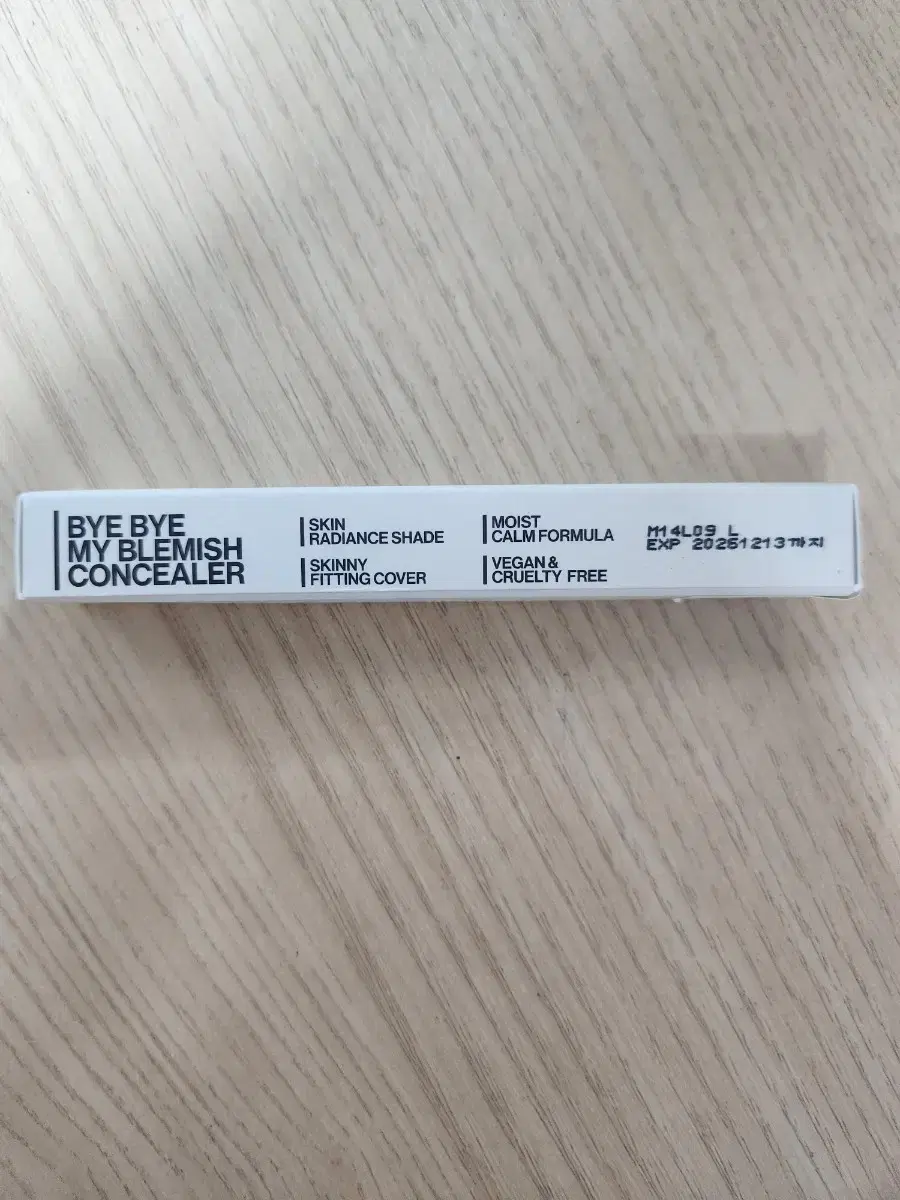 BYE BYE
MY BLEMISH
CONCEALER
SKIN
RADIANCE SHADE
SKINNY
FITTING COVER
MOIST
CALM FORMULA
VEGAN &
CRUELTY FREE
M14L09 L
EXP 20261213까지